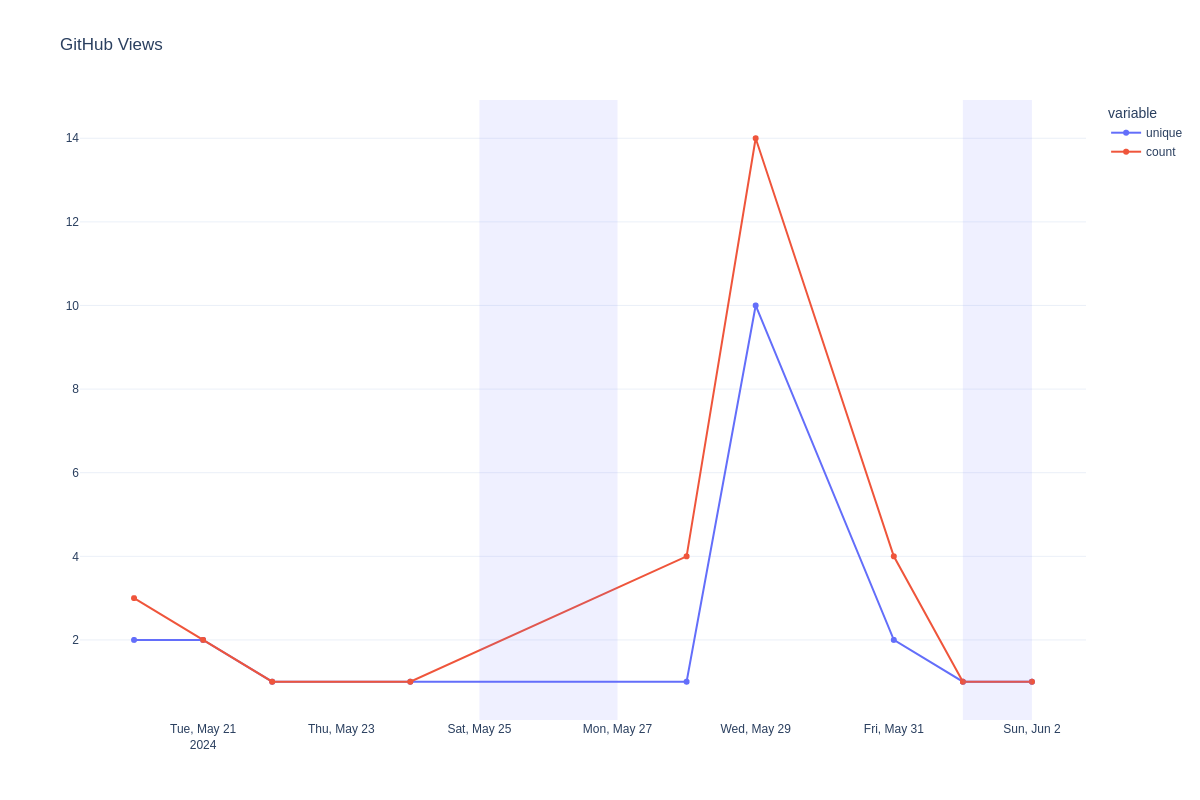 GitHub Views
variable
unique
count
14
12
10
8
6
4
2
Tue, May 21
2024
Thu, May 23
Sat, May 25
Mon, May 27
Wed, May 29
Fri, May 31
Sun, Jun 2